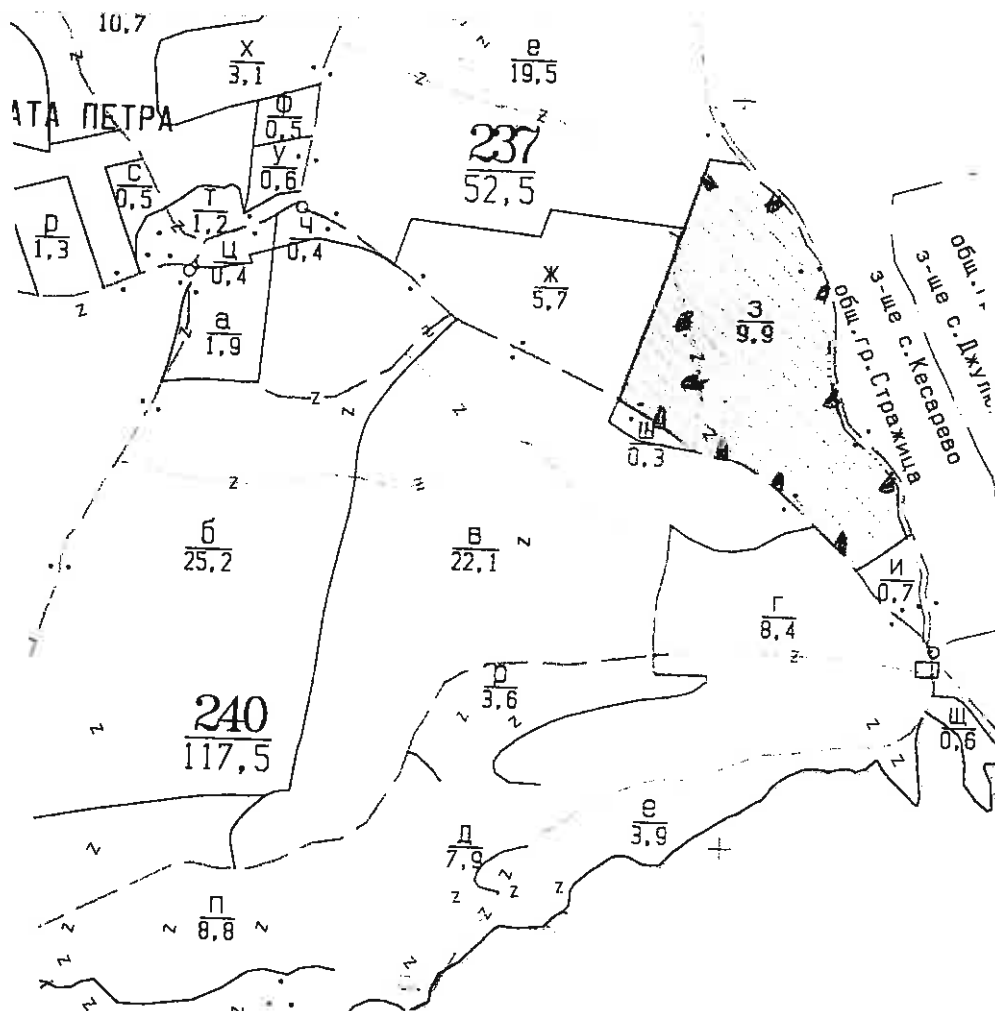 10,7
Х
3,1
в
19,5
АТА ПЕТРА
Ф
0,5
У
0,6
237
52,5
С
0,5
Т
1,2
р
1,3
Ч
0,4
Ц
0,4
а
1,9
Ж
5,7
З
9,9
общ.гр.Стражица
З-ще с.Кесарево
З-ще с.Джулю
общ.г.
Ш
0,3
б
25,2
В
22,1
И
0,7
Г
8,4
р
3,6
240
117,5
Щ
0,6
Д
7,9
е
3,9
П
8,8